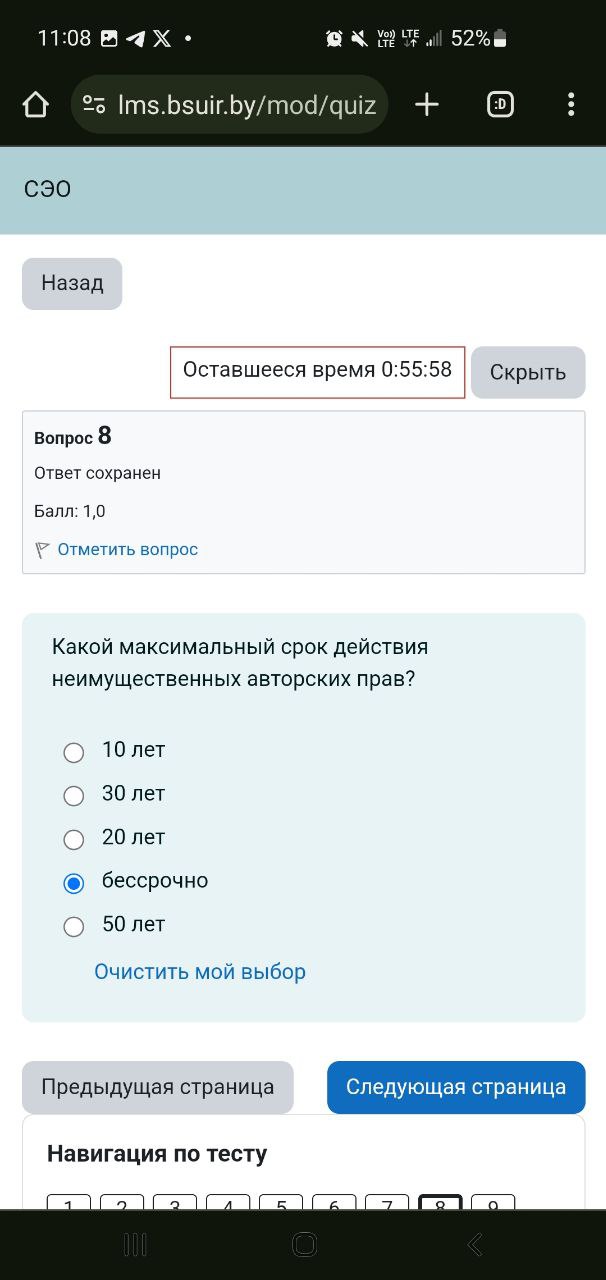 11:08
Vo)) LTE
LTE
52%
lms.bsuir.by/mod/quiz
:D
СЭО
Назад
Оставшееся время 0:55:58
Скрыть
Вопрос 8
Ответ сохранен
Балл: 1,0
Отметить вопрос
Какой максимальный срок действия
неимущественных авторских прав?
10 лет
30 лет
20 лет
бессрочно
50 лет
Очистить мой выбор
Предыдущая страница
Следующая страница
Навигация по тесту
1 2 3 4 5 6 7 8 9